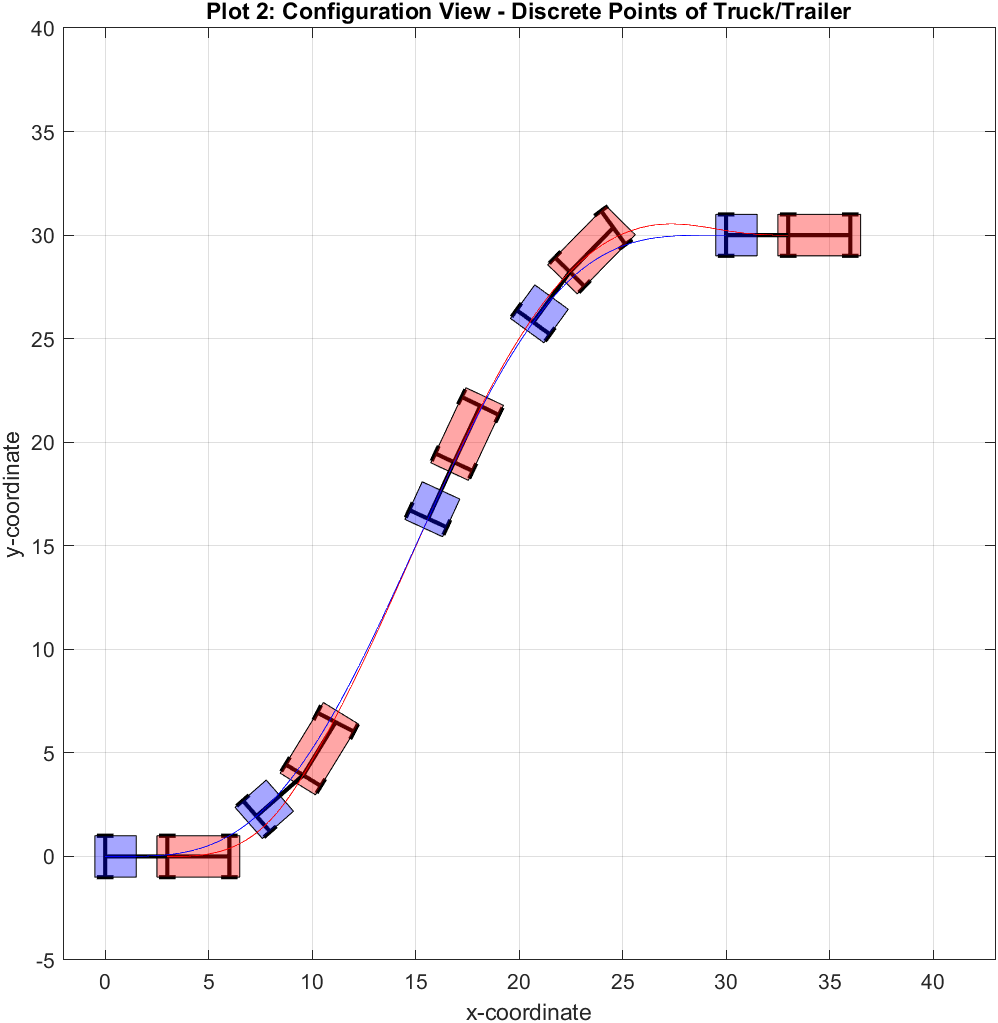 Plot 2: Configuration View - Discrete Points of Truck/Trailer
40
35
30
25
20
15
10
5
0
-5
y-coordinate
0 5 10 15 20 25 30 35 40
x-coordinate